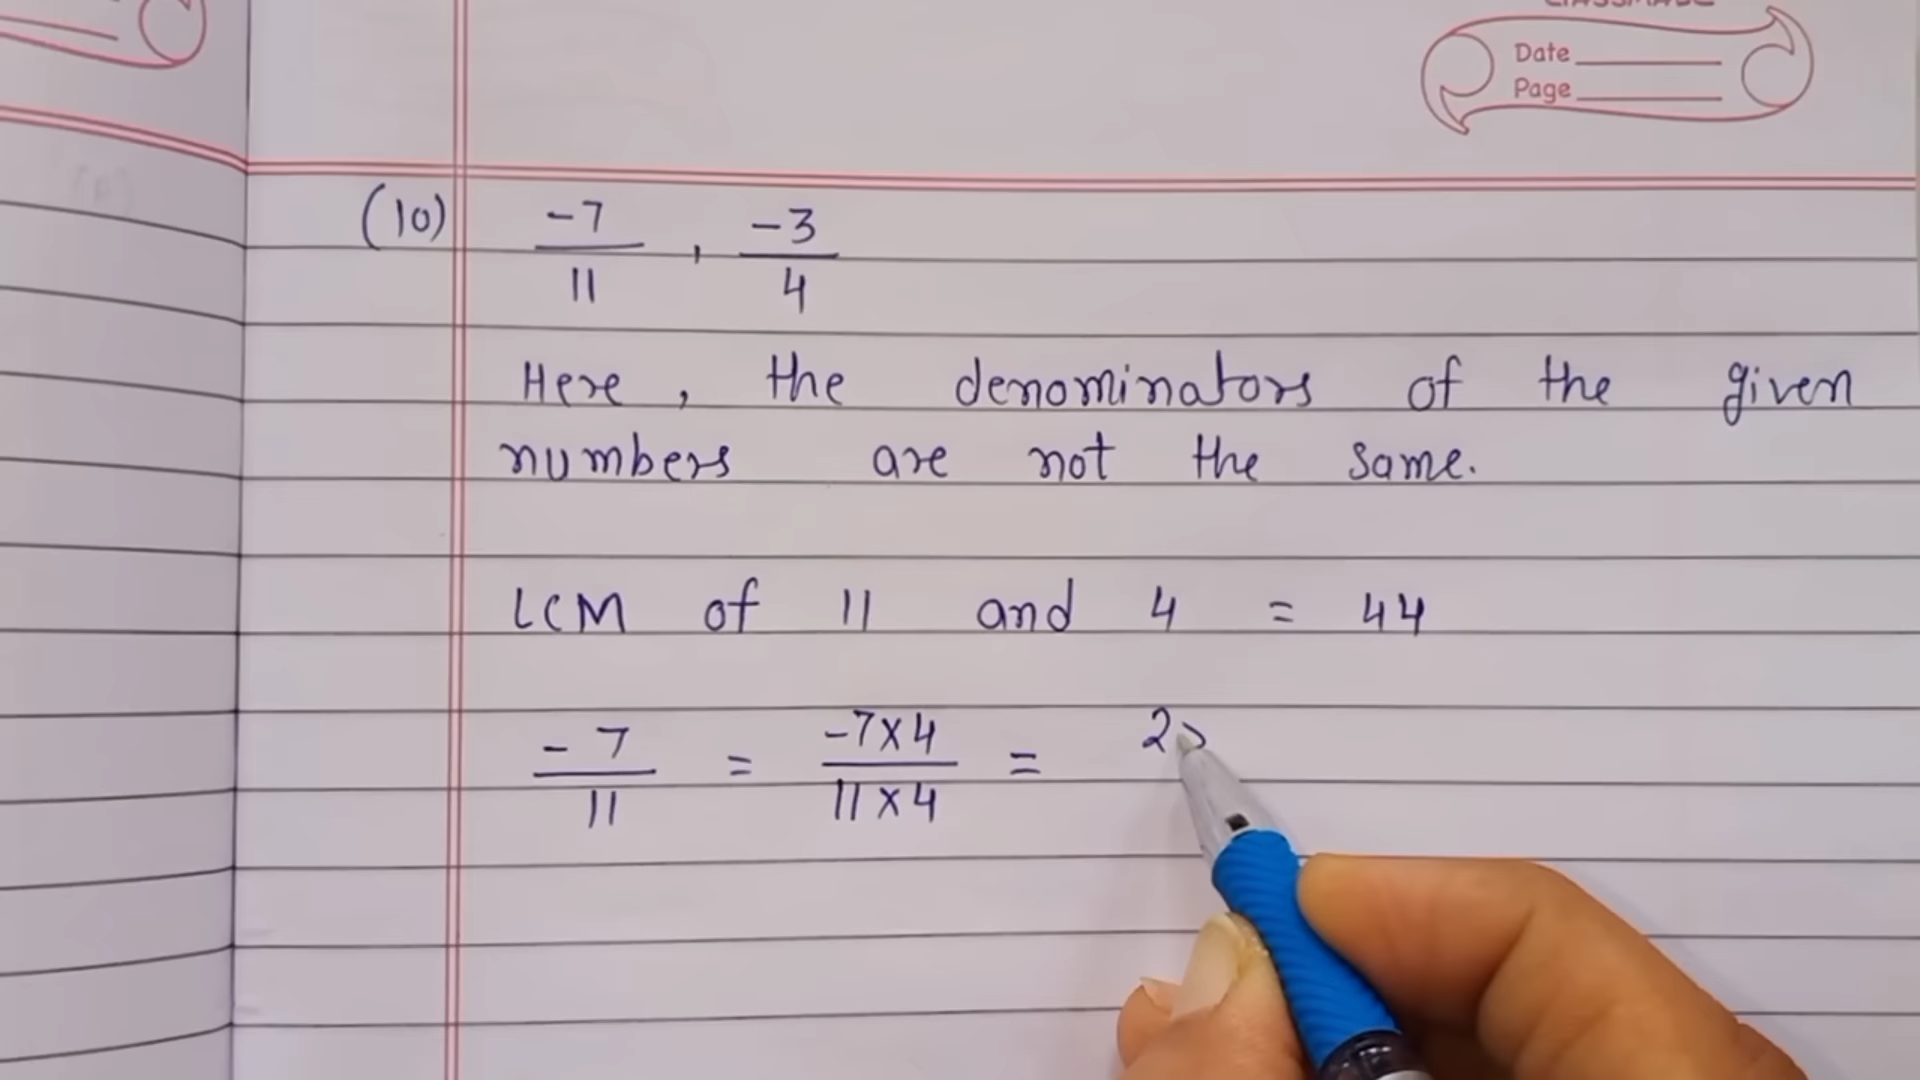 Date
Page
(10) -7/11 , -3/4
Here, the denominators of the given
numbers are not the same.
LCM of 11 and 4 = 44
-7/11 = -7×4/11×4 = 2